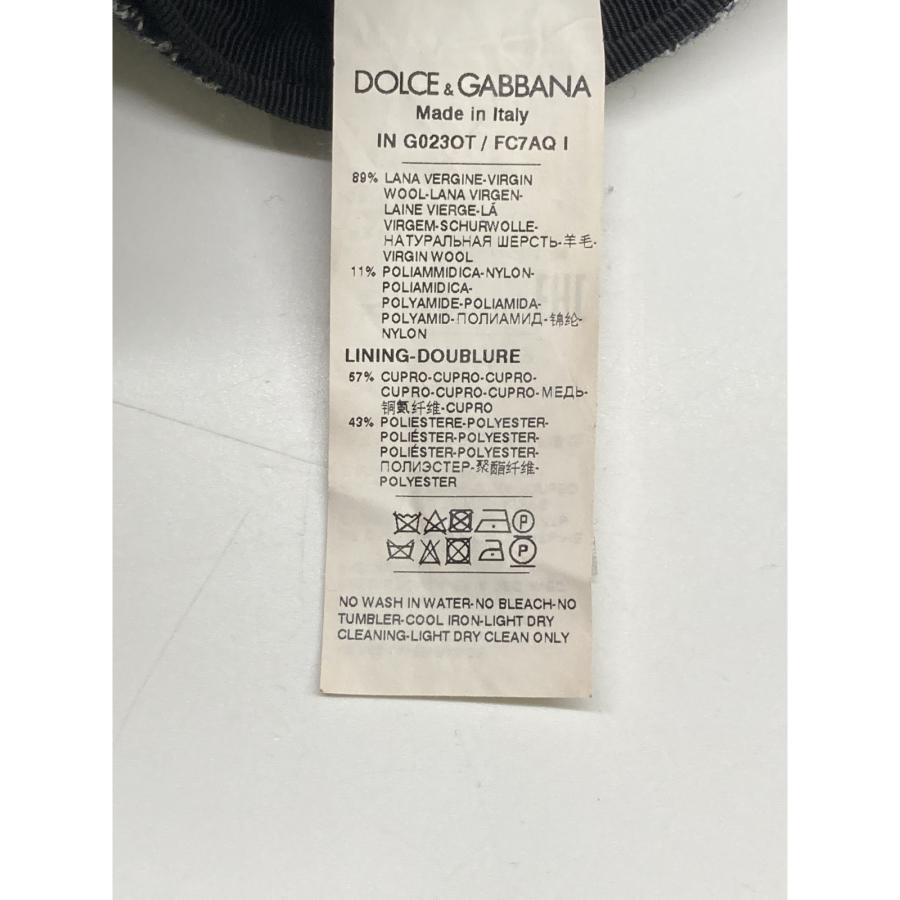 DOLCE & GABBANA
Made in Italy
IN G023OT / FC7AQ I
89% LANA VERGINE-VIRGIN
WOOL-LANA VIRGEN-
LAINE VIERGE-LÃ
VIRGEM-SCHURWOLLE-
НАТУРАЛЬНАЯ ШЕРСТЬ-羊毛-
VIRGIN WOOL
11% POLIAMMIDICA-NYLON-
POLIAMIDICA-
POLYAMIDE-POLIAMIDA-
POLYAMID-ПОЛИАМИД-锦纶-
NYLON
LINING-DOUBLURE
57% CUPRO-CUPRO-CUPRO-
CUPRO-CUPRO-CUPRO-МЕДЬ-
铜氨纤维-CUPRO
43% POLIESTERE-POLYESTER-
POLIÉSTER-POLYESTER-
POLIÉSTER-POLYESTER-
ПОЛИЭСТЕР-聚酯纤维-
POLYESTER
P
P
NO WASH IN WATER-NO BLEACH-NO
TUMBLER-COOL IRON-LIGHT DRY
CLEANING-LIGHT DRY CLEAN ONLY